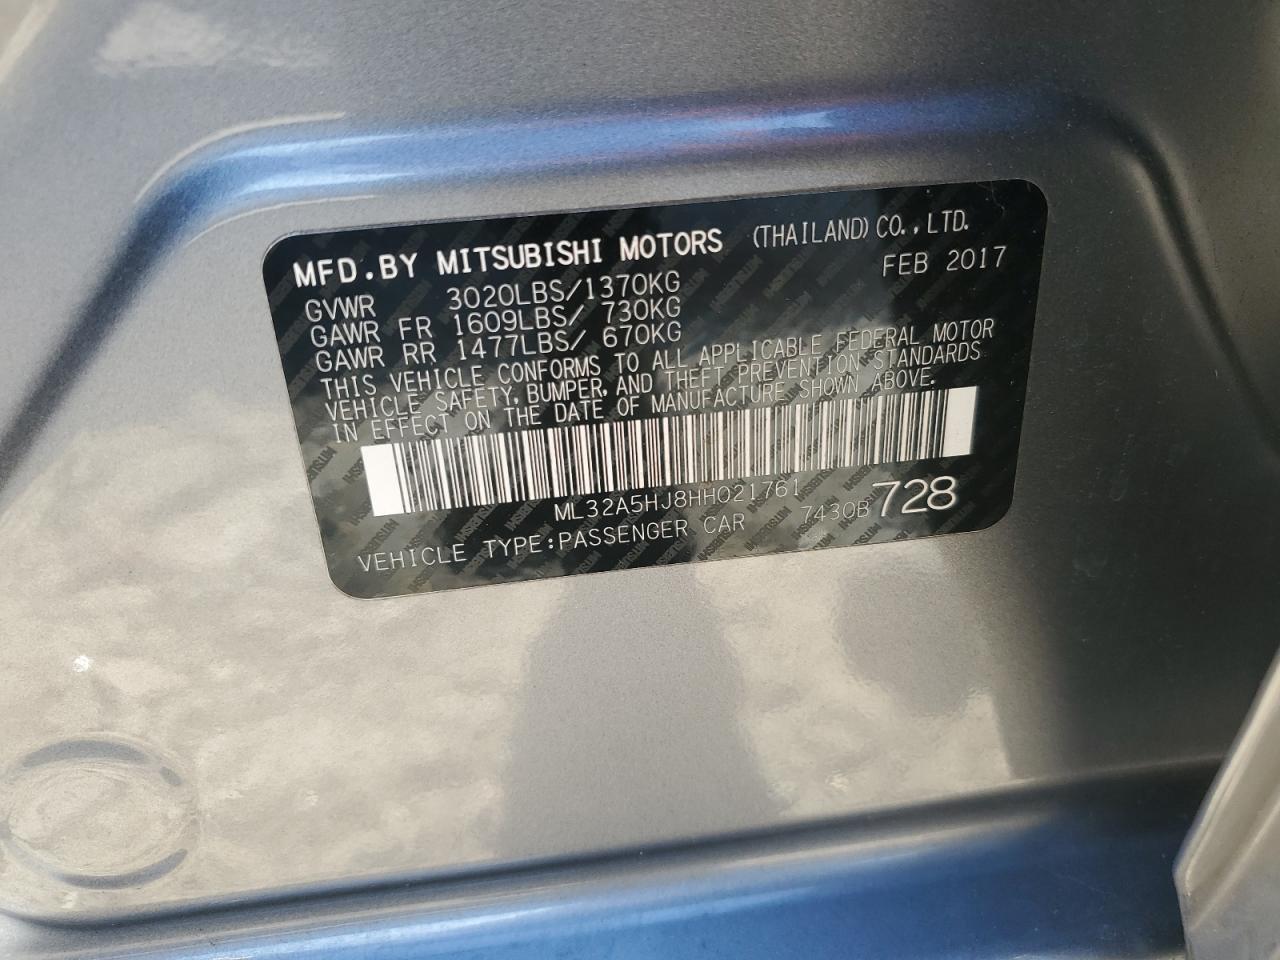 MFD.BY MITSUBISHI MOTORS (THAILAND) CO., LTD.
FEB 2017
GVWR 3020LBS/1370KG
GAWR FR 1609LBS/ 730KG
GAWR RR 1477LBS/ 670KG
THIS VEHICLE CONFORMS TO ALL APPLICABLE FEDERAL MOTOR
VEHICLE SAFETY, BUMPER, AND THEFT PREVENTION STANDARDS
IN EFFECT ON THE DATE OF MANUFACTURE SHOWN ABOVE.
ML32A5HJ8HH021761
VEHICLE TYPE:PASSENGER CAR 7430B 728